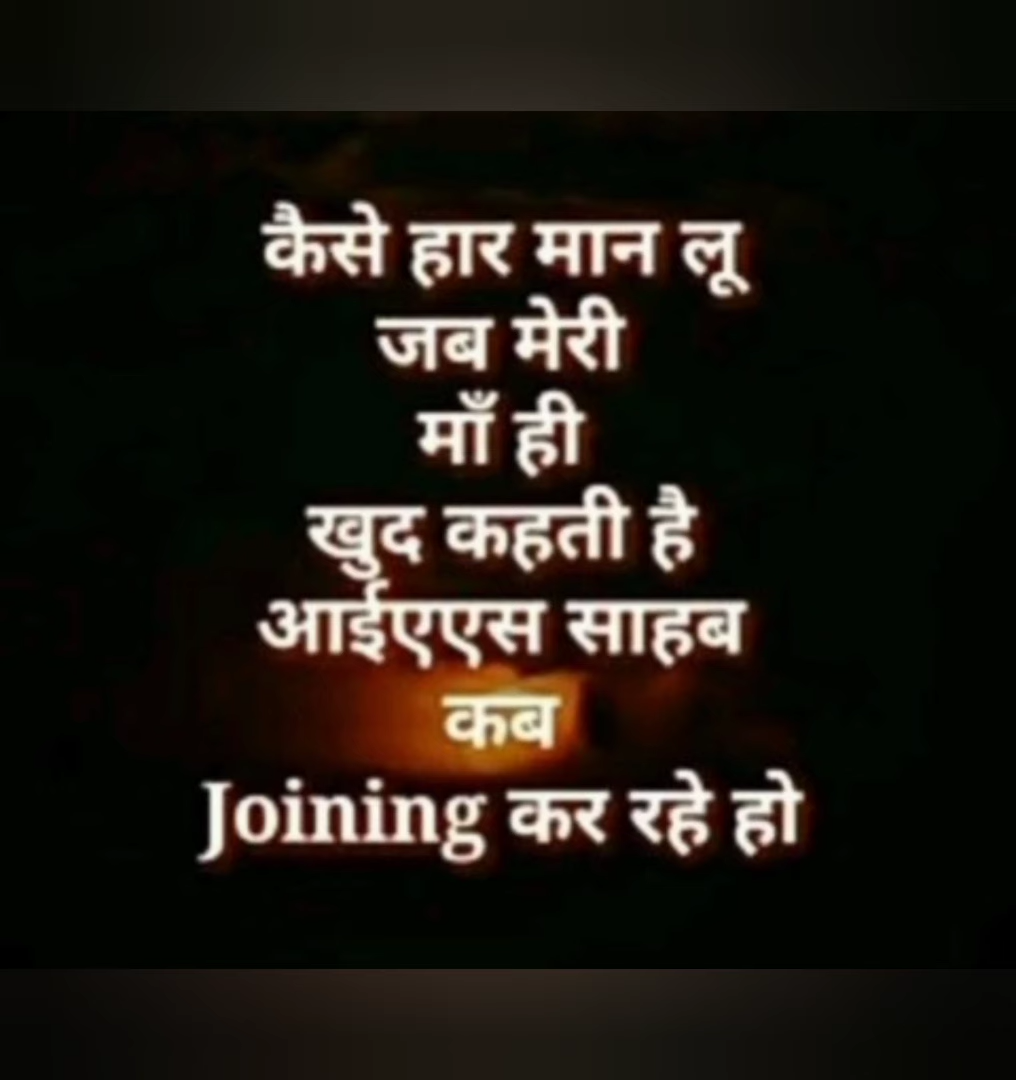 कैसे हार मान लू
जब मेरी
माँ ही
खुद कहती है
आईएएस साहब
कब
Joining कर रहे हो